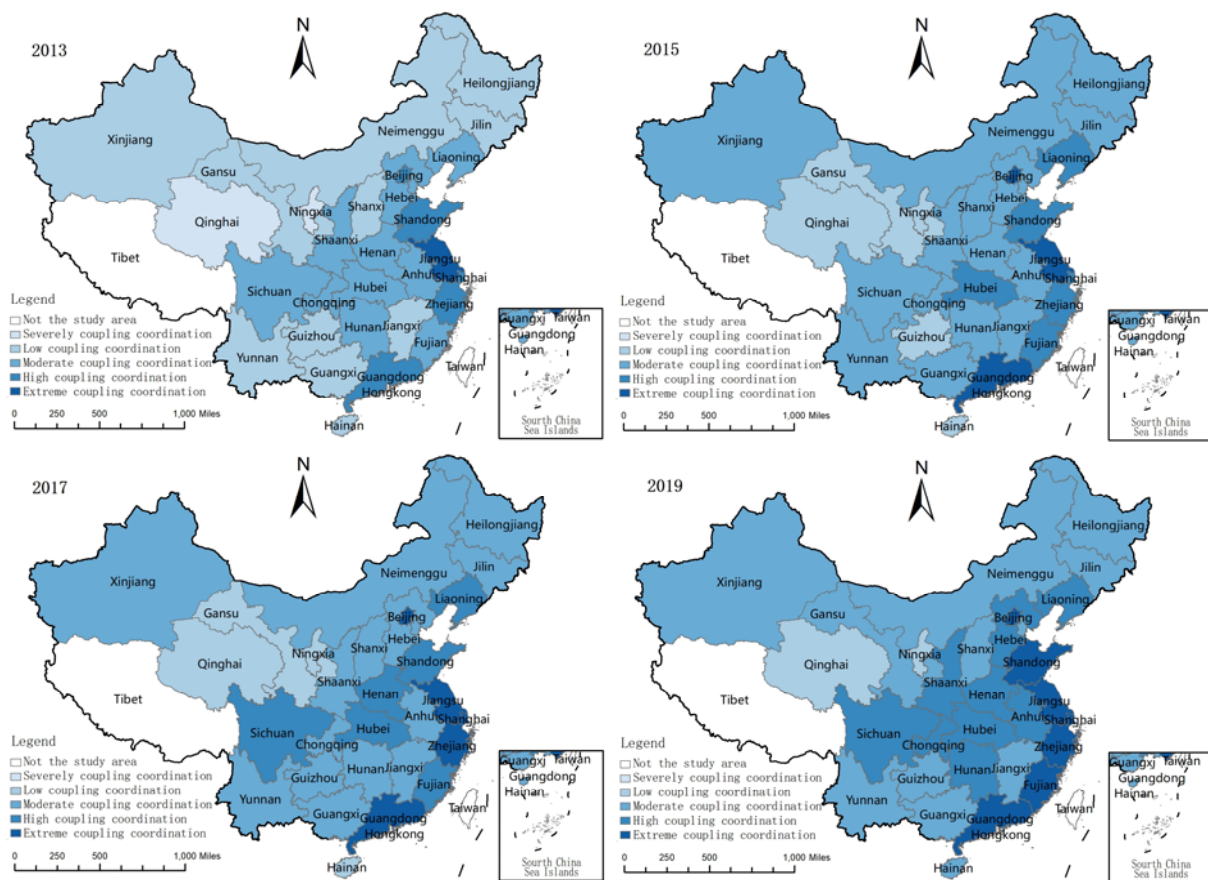 2013
N
Heilongjiang
Jilin
Neimenggu
Xinjiang
Liaoning
Gansu
Beijing
Hebei
Shanxi
Ningxia
Qinghai
Shandong
Shaanxi
Henan
Jiangsu
Tibet
Anhui
Shanghai
Sichuan
Hubei
Chongqing
Zhejiang
Hunan
Jiangxi
Guizhou
Fujian
Yunnan
Guangxi
Guangdong
Taiwan
Hongkong
Hainan
Legend
Not the study area
Severely coupling coordination
Low coupling coordination
Moderate coupling coordination
High coupling coordination
Extreme coupling coordination
0 250 500 1,000 Miles
Guangxi Taiwan
Guangdong
Hainan
Sourth China
Sea Islands
2015
N
Heilongjiang
Jilin
Neimenggu
Xinjiang
Liaoning
Gansu
Beijing
Hebei
Shanxi
Ningxia
Qinghai
Shandong
Shaanxi
Henan
Jiangsu
Tibet
Anhui
Shanghai
Sichuan
Hubei
Chongqing
Zhejiang
Hunan
Jiangxi
Guizhou
Fujian
Yunnan
Guangxi
Guangdong
Taiwan
Hongkong
Hainan
Legend
Not the study area
Severely coupling coordination
Low coupling coordination
Moderate coupling coordination
High coupling coordination
Extreme coupling coordination
0 250 500 1,000 Miles
Guangxi Taiwan
Guangdong
Hainan
Sourth China
Sea Islands
2017
N
Heilongjiang
Jilin
Neimenggu
Xinjiang
Liaoning
Gansu
Beijing
Hebei
Shanxi
Ningxia
Qinghai
Shandong
Shaanxi
Henan
Jiangsu
Tibet
Anhui
Shanghai
Sichuan
Hubei
Chongqing
Zhejiang
Hunan
Jiangxi
Guizhou
Fujian
Yunnan
Guangxi
Guangdong
Taiwan
Hongkong
Hainan
Legend
Not the study area
Severely coupling coordination
Low coupling coordination
Moderate coupling coordination
High coupling coordination
Extreme coupling coordination
0 250 500 1,000 Miles
Guangxi Taiwan
Guangdong
Hainan
Sourth China
Sea Islands
2019
N
Heilongjiang
Jilin
Neimenggu
Xinjiang
Liaoning
Gansu
Beijing
Hebei
Shanxi
Ningxia
Qinghai
Shandong
Shaanxi
Henan
Jiangsu
Tibet
Anhui
Shanghai
Sichuan
Hubei
Chongqing
Zhejiang
Hunan
Jiangxi
Guizhou
Fujian
Yunnan
Guangxi
Guangdong
Taiwan
Hongkong
Hainan
Legend
Not the study area
Severely coupling coordination
Low coupling coordination
Moderate coupling coordination
High coupling coordination
Extreme coupling coordination
0 250 500 1,000 Miles
Guangxi Taiwan
Guangdong
Hainan
Sourth China
Sea Islands